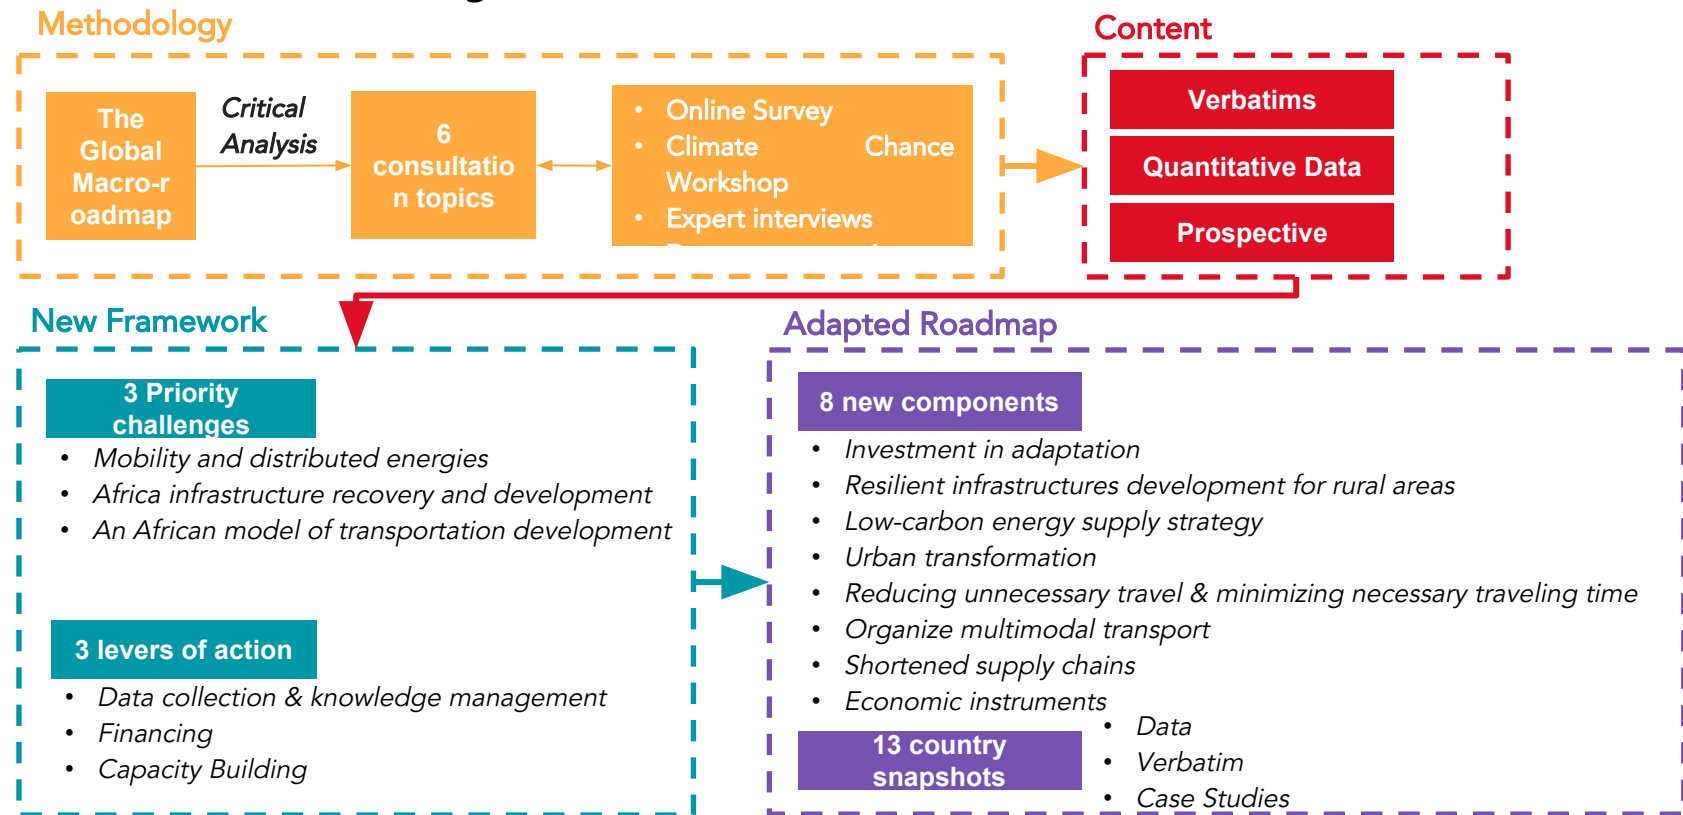 Methodology
Content
The
Global
Macro-r
oadmap
Critical
Analysis
6
consultatio
n topics
• Online Survey
• Climate Chance
Workshop
• Expert interviews
Verbatims
Quantitative Data
Prospective
New Framework
3 Priority
challenges
• Mobility and distributed energies
• Africa infrastructure recovery and development
• An African model of transportation development
3 levers of action
• Data collection & knowledge management
• Financing
• Capacity Building
Adapted Roadmap
8 new components
• Investment in adaptation
• Resilient infrastructures development for rural areas
• Low-carbon energy supply strategy
• Urban transformation
• Reducing unnecessary travel & minimizing necessary traveling time
• Organize multimodal transport
• Shortened supply chains
• Economic instruments
13 country
snapshots
• Data
• Verbatim
• Case Studies